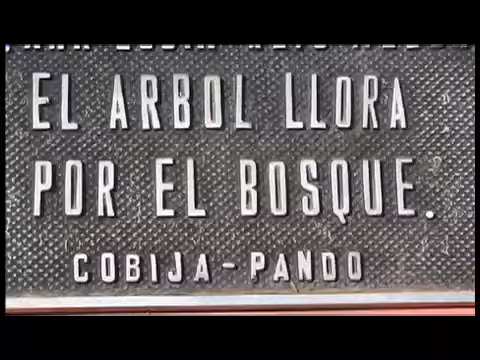 EL ARBOL LLORA
POR EL BOSQUE.
COBIJA-PANDO